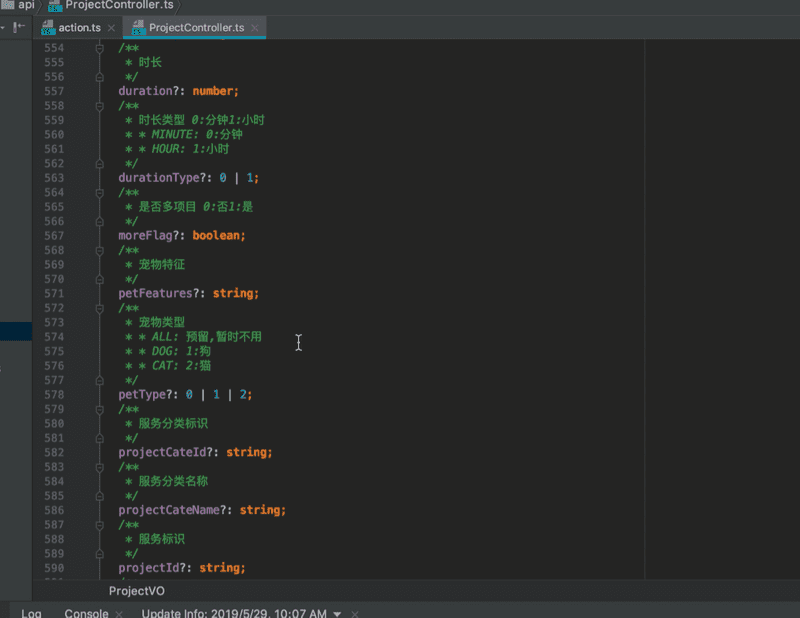 api ProjectController.ts
action.ts × ProjectController.ts ×
554 /**
555 * 时长
556 */
557 duration?: number;
558 /**
559 * 时长类型 0:分钟1:小时
560 * * MINUTE: 0:分钟
561 * * HOUR: 1:小时
562 */
563 durationType?: 0 | 1;
564 /**
565 * 是否多项目 0:否1:是
566 */
567 moreFlag?: boolean;
568 /**
569 * 宠物特征
570 */
571 petFeatures?: string;
572 /**
573 * 宠物类型
574 * * ALL: 预留,暂时不用
575 * * DOG: 1:狗
576 * * CAT: 2:猫
577 */
578 petType?: 0 | 1 | 2;
579 /**
580 * 服务分类标识
581 */
582 projectCateId?: string;
583 /**
584 * 服务分类名称
585 */
586 projectCateName?: string;
587 /**
588 * 服务标识
589 */
590 projectId?: string;
ProjectVO
Log Console × Update Info: 2019/5/29, 10:07 AM ×